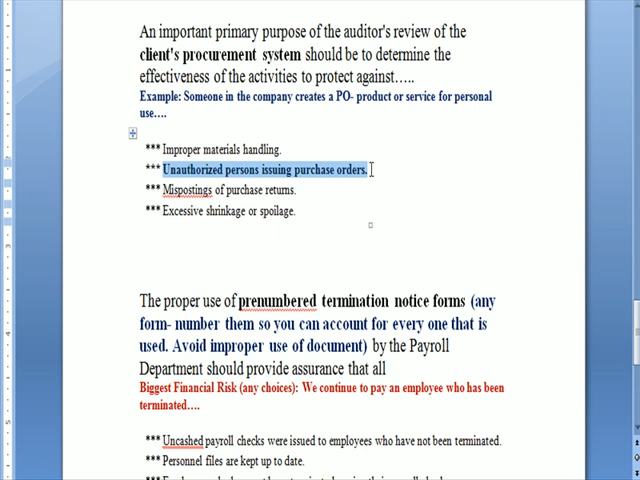 An important primary purpose of the auditor's review of the
client's procurement system should be to determine the
effectiveness of the activities to protect against…..
Example: Someone in the company creates a PO- product or service for personal
use….
*** Improper materials handling.
*** Unauthorized persons issuing purchase orders.
*** Mispostings of purchase returns.
*** Excessive shrinkage or spoilage.
The proper use of prenumbered termination notice forms (any
form- number them so you can account for every one that is
used. Avoid improper use of document) by the Payroll
Department should provide assurance that all
Biggest Financial Risk (any choices): We continue to pay an employee who has been
terminated….
*** Uncashed payroll checks were issued to employees who have not been terminated.
*** Personnel files are kept up to date.